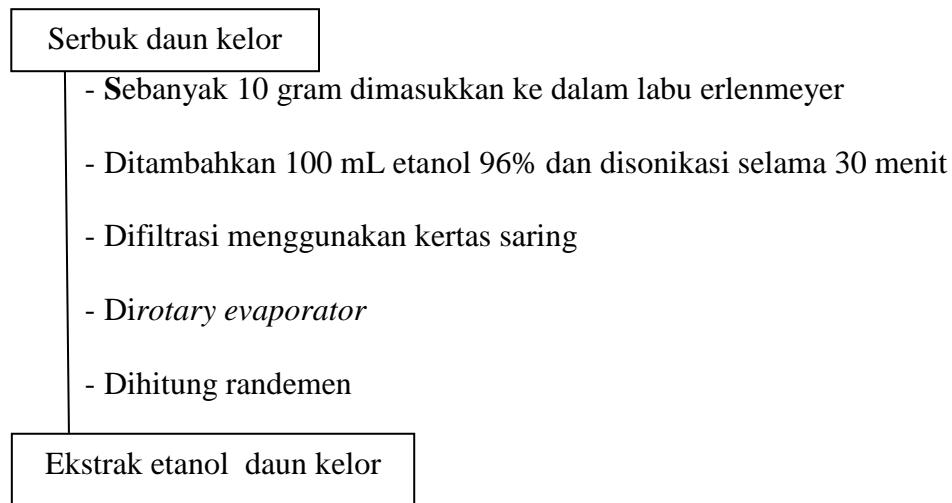 Serbuk daun kelor
- Sebanyak 10 gram dimasukkan ke dalam labu erlenmeyer
- Ditambahkan 100 mL etanol 96% dan disonikasi selama 30 menit
- Difiltrasi menggunakan kertas saring
- Dirotary evaporator
- Dihitung randemen
Ekstrak etanol daun kelor